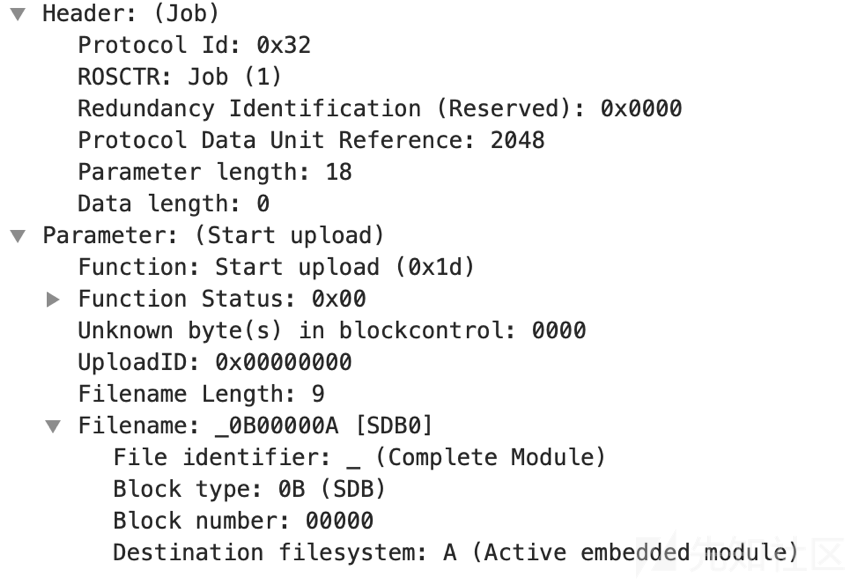 Header: (Job)
Protocol Id: 0x32
ROSCTR: Job (1)
Redundancy Identification (Reserved): 0x0000
Protocol Data Unit Reference: 2048
Parameter length: 18
Data length: 0
Parameter: (Start upload)
Function: Start upload (0x1d)
Function Status: 0x00
Unknown byte(s) in blockcontrol: 0000
UploadID: 0x00000000
Filename Length: 9
Filename: _0B00000A [SDB0]
File identifier: _ (Complete Module)
Block type: 0B (SDB)
Block number: 00000
Destination filesystem: A (Active embedded module)
先知社区